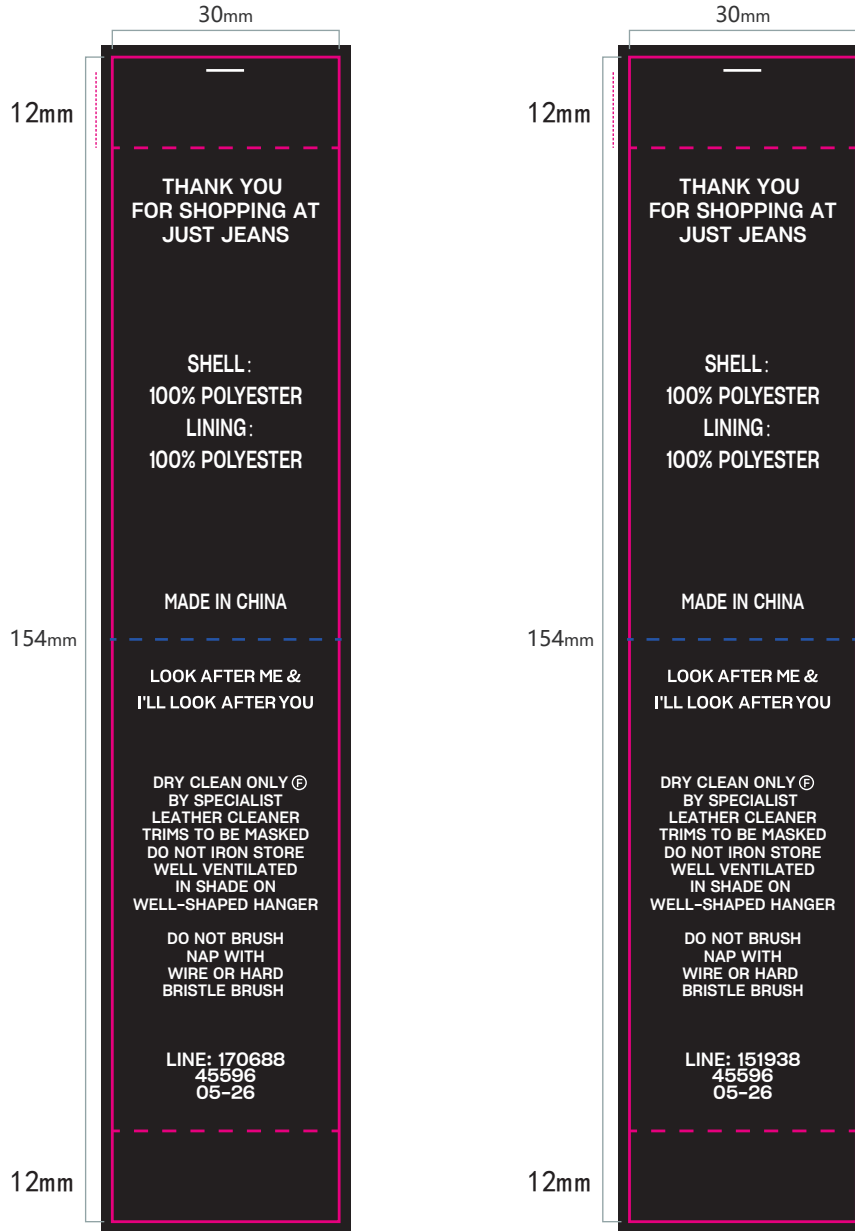 30mm
12mm
THANK YOU
FOR SHOPPING AT
JUST JEANS
SHELL:
100% POLYESTER
LINING:
100% POLYESTER
MADE IN CHINA
154mm
LOOK AFTER ME &
I'LL LOOK AFTER YOU
DRY CLEAN ONLY Ⓕ
BY SPECIALIST
LEATHER CLEANER
TRIMS TO BE MASKED
DO NOT IRON STORE
WELL VENTILATED
IN SHADE ON
WELL-SHAPED HANGER
DO NOT BRUSH
NAP WITH
WIRE OR HARD
BRISTLE BRUSH
LINE: 170688
45596
05-26
12mm
30mm
12mm
THANK YOU
FOR SHOPPING AT
JUST JEANS
SHELL:
100% POLYESTER
LINING:
100% POLYESTER
MADE IN CHINA
154mm
LOOK AFTER ME &
I'LL LOOK AFTER YOU
DRY CLEAN ONLY Ⓕ
BY SPECIALIST
LEATHER CLEANER
TRIMS TO BE MASKED
DO NOT IRON STORE
WELL VENTILATED
IN SHADE ON
WELL-SHAPED HANGER
DO NOT BRUSH
NAP WITH
WIRE OR HARD
BRISTLE BRUSH
LINE: 151938
45596
05-26
12mm